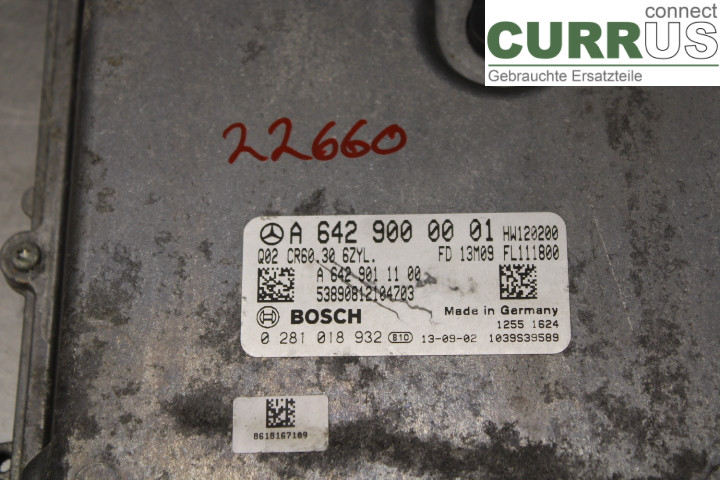 connect
CURRUS
Gebrauchte Ersatzteile
22660
A 642 900 00 01 HW120200
Q02 CR60.30 6ZYL. FD 13M09 FL111800
A 642 901 11 00
53890812104703
BOSCH Made in Germany
1255 1624
0 281 018 932 B10 13-09-02 1039S39589
8618167109